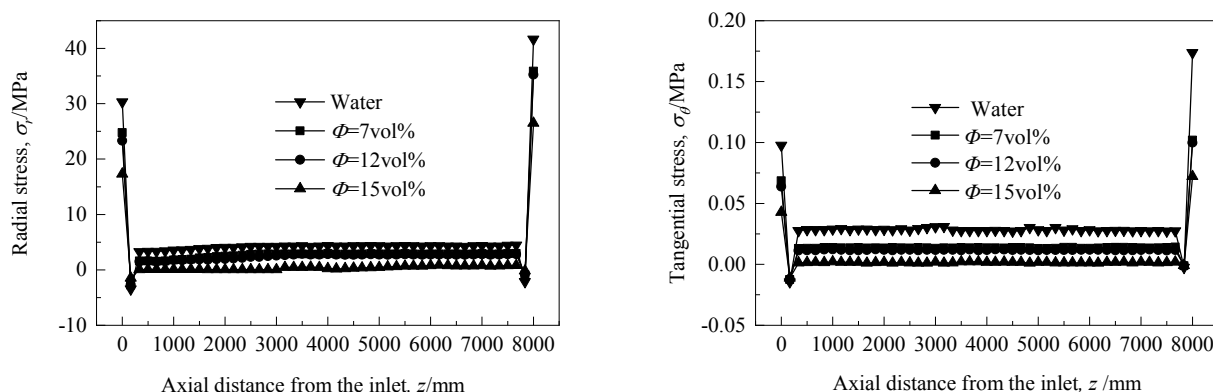 Radial stress, σr/MPa
40
30
20
10
0
-10
Water
Φ=7vol%
Φ=12vol%
Φ=15vol%
0 1000 2000 3000 4000 5000 6000 7000 8000
Axial distance from the inlet, z/mm
Tangential stress, σθ/MPa
0.20
0.15
0.10
0.05
0.00
-0.05
Water
Φ=7vol%
Φ=12vol%
Φ=15vol%
0 1000 2000 3000 4000 5000 6000 7000 8000
Axial distance from the inlet, z /mm